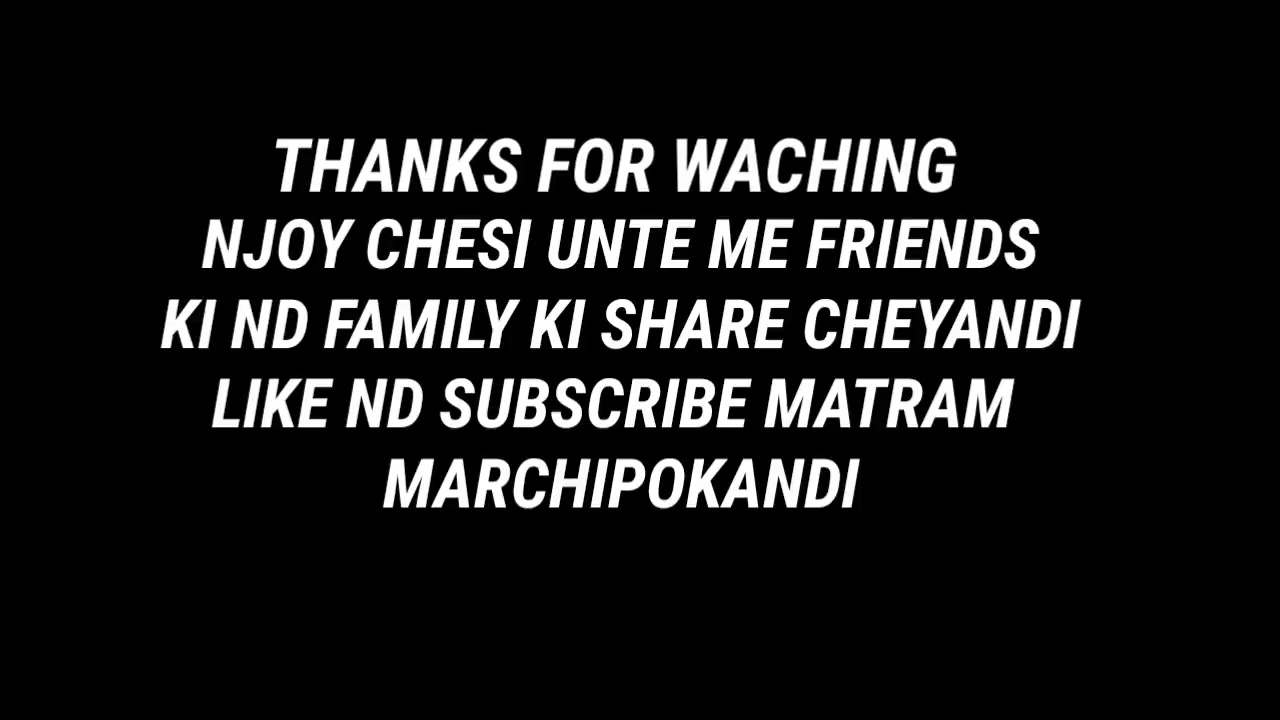 THANKS FOR WACHING
NJOY CHESI UNTE ME FRIENDS
KI ND FAMILY KI SHARE CHEYANDI
LIKE ND SUBSCRIBE MATRAM
MARCHIPOKANDI